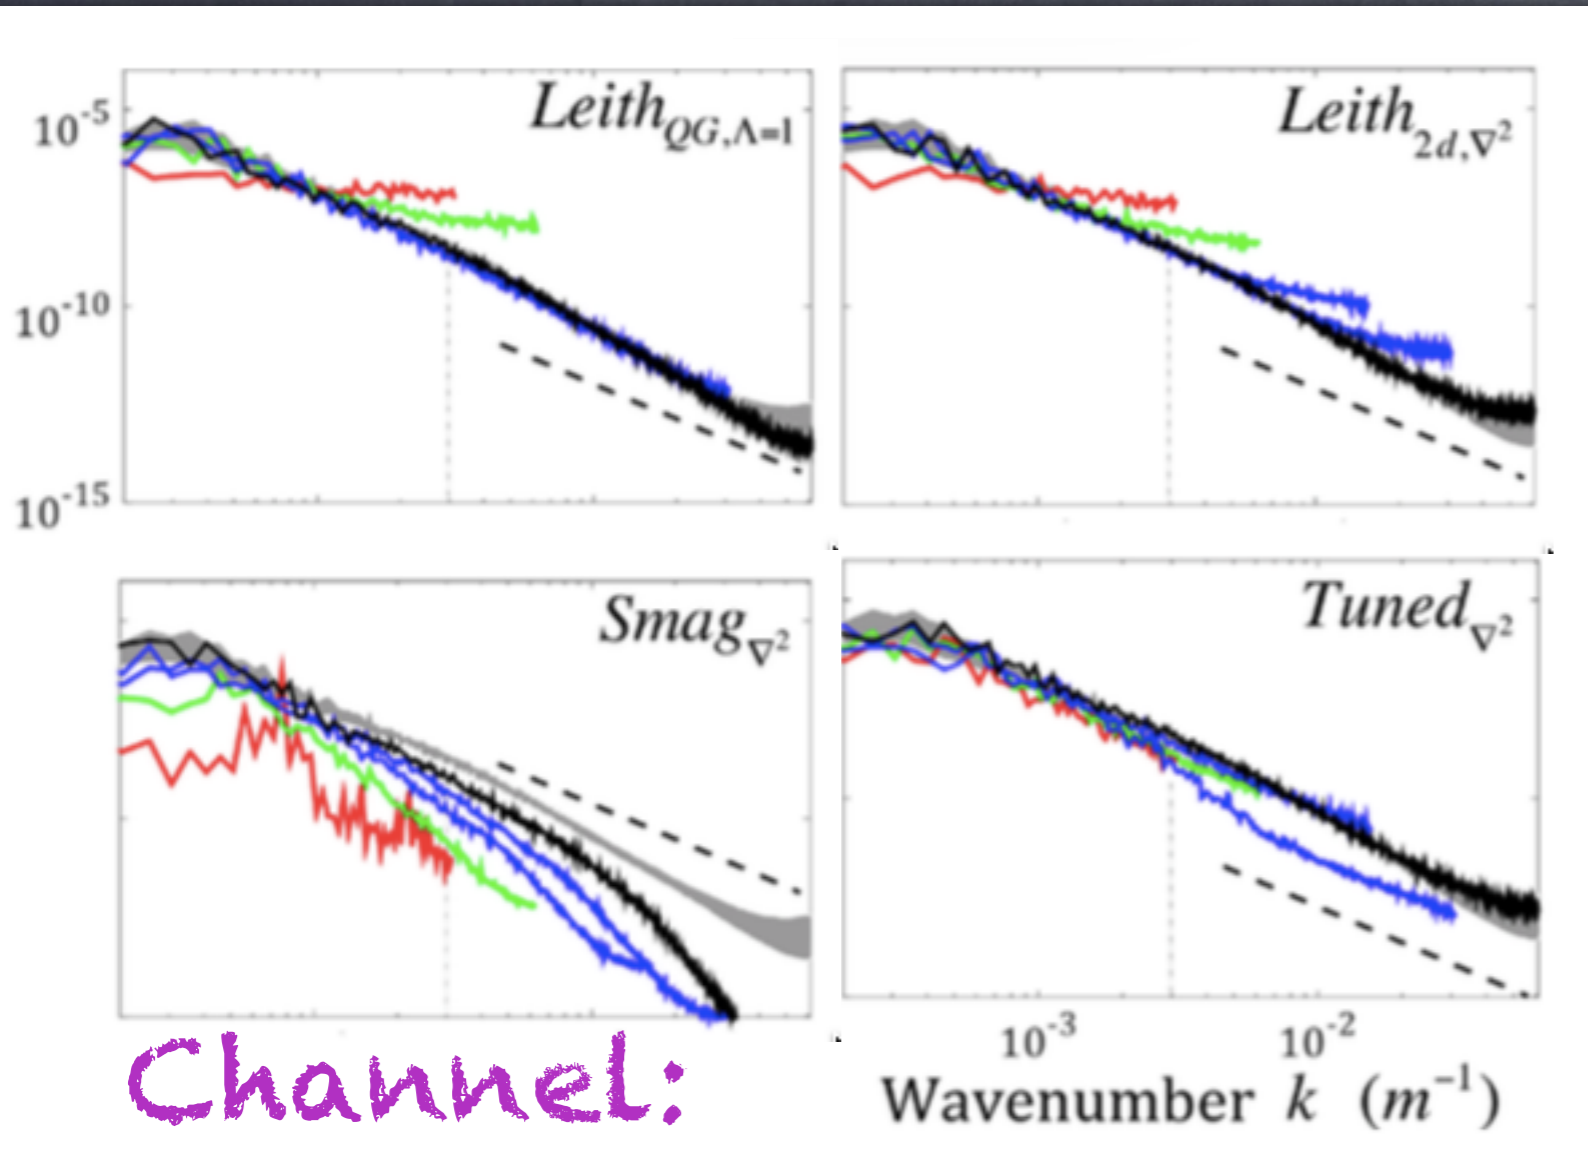 Leith_{QG,Λ=1}
Leith_{2d,∇²}
10⁻⁵
10⁻¹⁰
10⁻¹⁵
Smag_{∇²}
Tuned_{∇²}
10⁻³ 10⁻²
Channel:
Wavenumber k (m⁻¹)